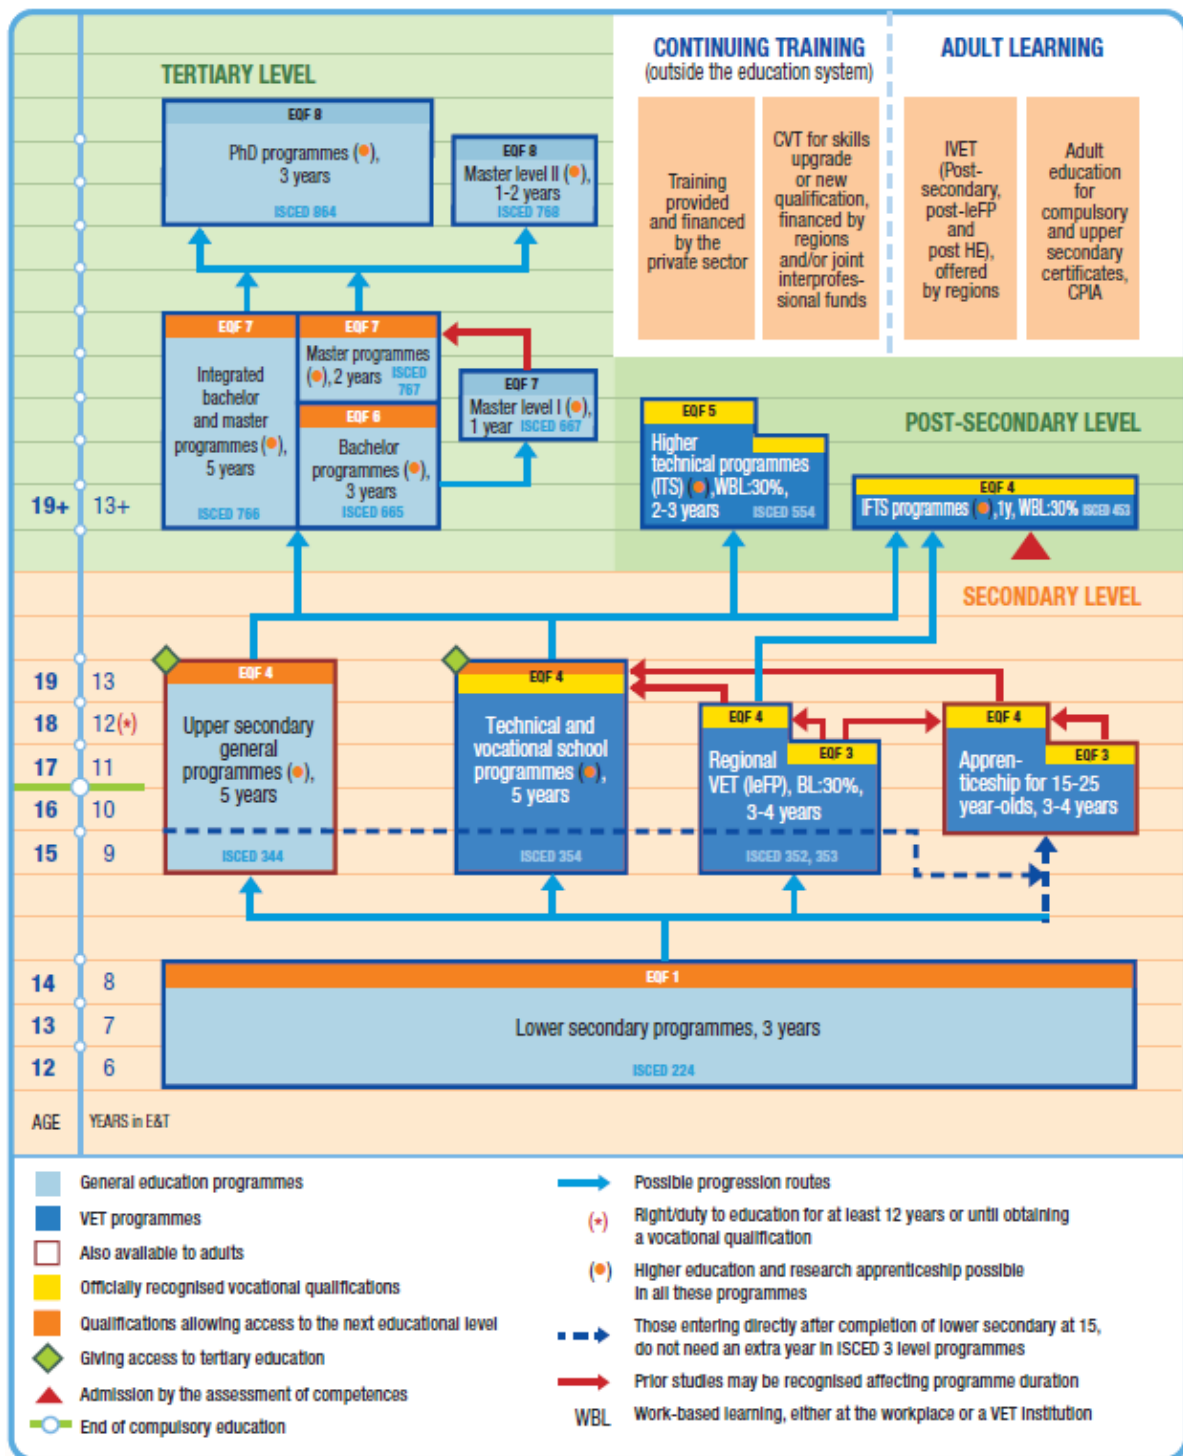 CONTINUING TRAINING
(outside the education system)
ADULT LEARNING
TERTIARY LEVEL
EQF 8
PhD programmes (●),
3 years
ISCED 864
EQF 8
Master level II (●),
1-2 years
ISCED 768
Training
provided
and financed
by the
private sector
CVT for skills
upgrade
or new
qualification,
financed by
regions
and/or joint
interprofes-
sional funds
IVET
(Post-
secondary,
post-IeFP
and
post HE),
offered
by regions
Adult
education
for
compulsory
and upper
secondary
certificates,
CPIA
EQF 7
Integrated
bachelor
and master
programmes (●),
5 years
ISCED 766
EQF 7
Master programmes
(●), 2 years ISCED
767
EQF 6
Bachelor
programmes (●),
3 years
ISCED 665
EQF 7
Master level I (●),
1 year ISCED 667
POST-SECONDARY LEVEL
EQF 5
Higher
technical programmes
(ITS) (●),WBL:30%,
2-3 years ISCED 554
EQF 4
IFTS programmes (●),1y, WBL:30% ISCED 453
19+ 13+
SECONDARY LEVEL
19 13
18 12(*)
17 11
16 10
15 9
EQF 4
Upper secondary
general
programmes (●),
5 years
ISCED 344
EQF 4
Technical and
vocational school
programmes (●),
5 years
ISCED 354
EQF 4
EQF 3
Regional
VET (IeFP), BL:30%,
3-4 years
ISCED 352, 353
EQF 4
EQF 3
Appren-
ticeship for 15-25
year-olds, 3-4 years
14 8
13 7
12 6
EQF 1
Lower secondary programmes, 3 years
ISCED 224
AGE YEARS in E&T
General education programmes
VET programmes
Also available to adults
Officially recognised vocational qualifications
Qualifications allowing access to the next educational level
Giving access to tertiary education
Admission by the assessment of competences
End of compulsory education
Possible progression routes
(*) Right/duty to education for at least 12 years or until obtaining
a vocational qualification
(●) Higher education and research apprenticeship possible
in all these programmes
Those entering directly after completion of lower secondary at 15,
do not need an extra year in ISCED 3 level programmes
Prior studies may be recognised affecting programme duration
WBL Work-based learning, either at the workplace or a VET institution